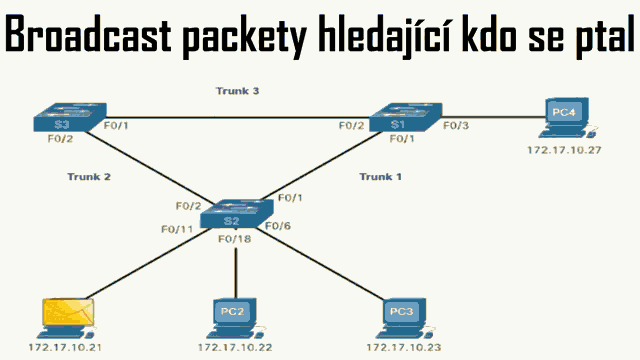 Broadcast packety hledající kdo se ptal
Trunk 3
S3
F0/1
F0/2
S1
F0/3
PC4
F0/2
F0/1
172.17.10.27
Trunk 2
Trunk 1
F0/2
F0/1
S2
F0/11
F0/6
F0/18
PC2
PC3
172.17.10.21
172.17.10.22
172.17.10.23